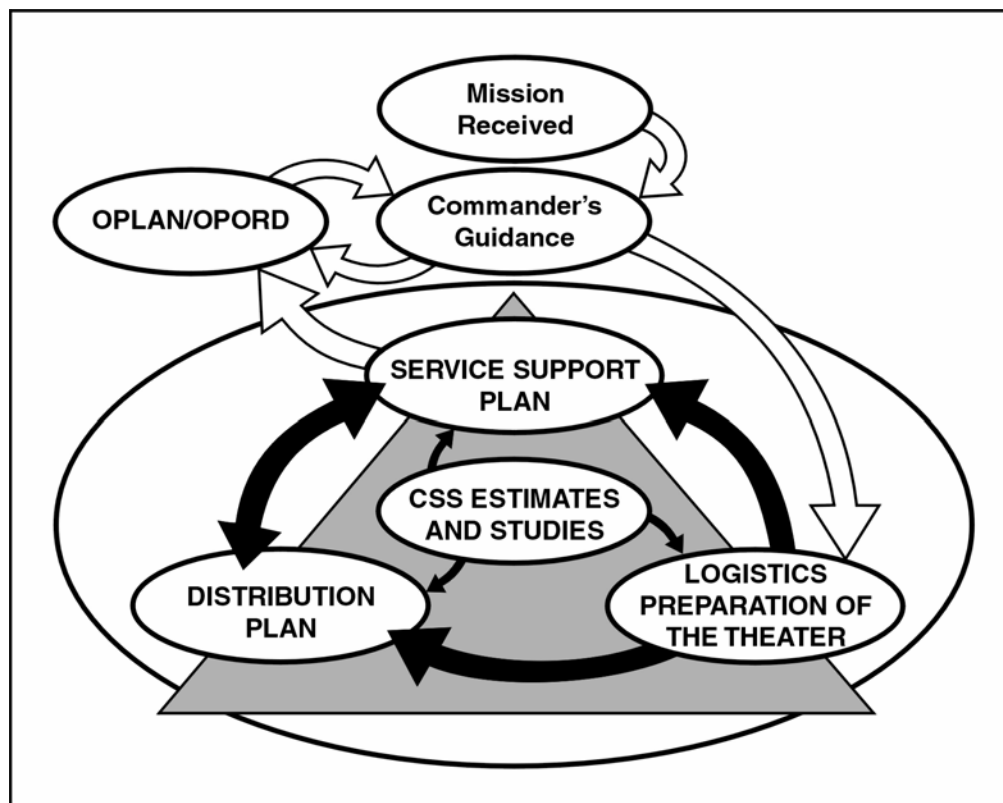 Mission
Received
OPLAN/OPORD
Commander's
Guidance
SERVICE SUPPORT
PLAN
CSS ESTIMATES
AND STUDIES
DISTRIBUTION
PLAN
LOGISTICS
PREPARATION OF
THE THEATER